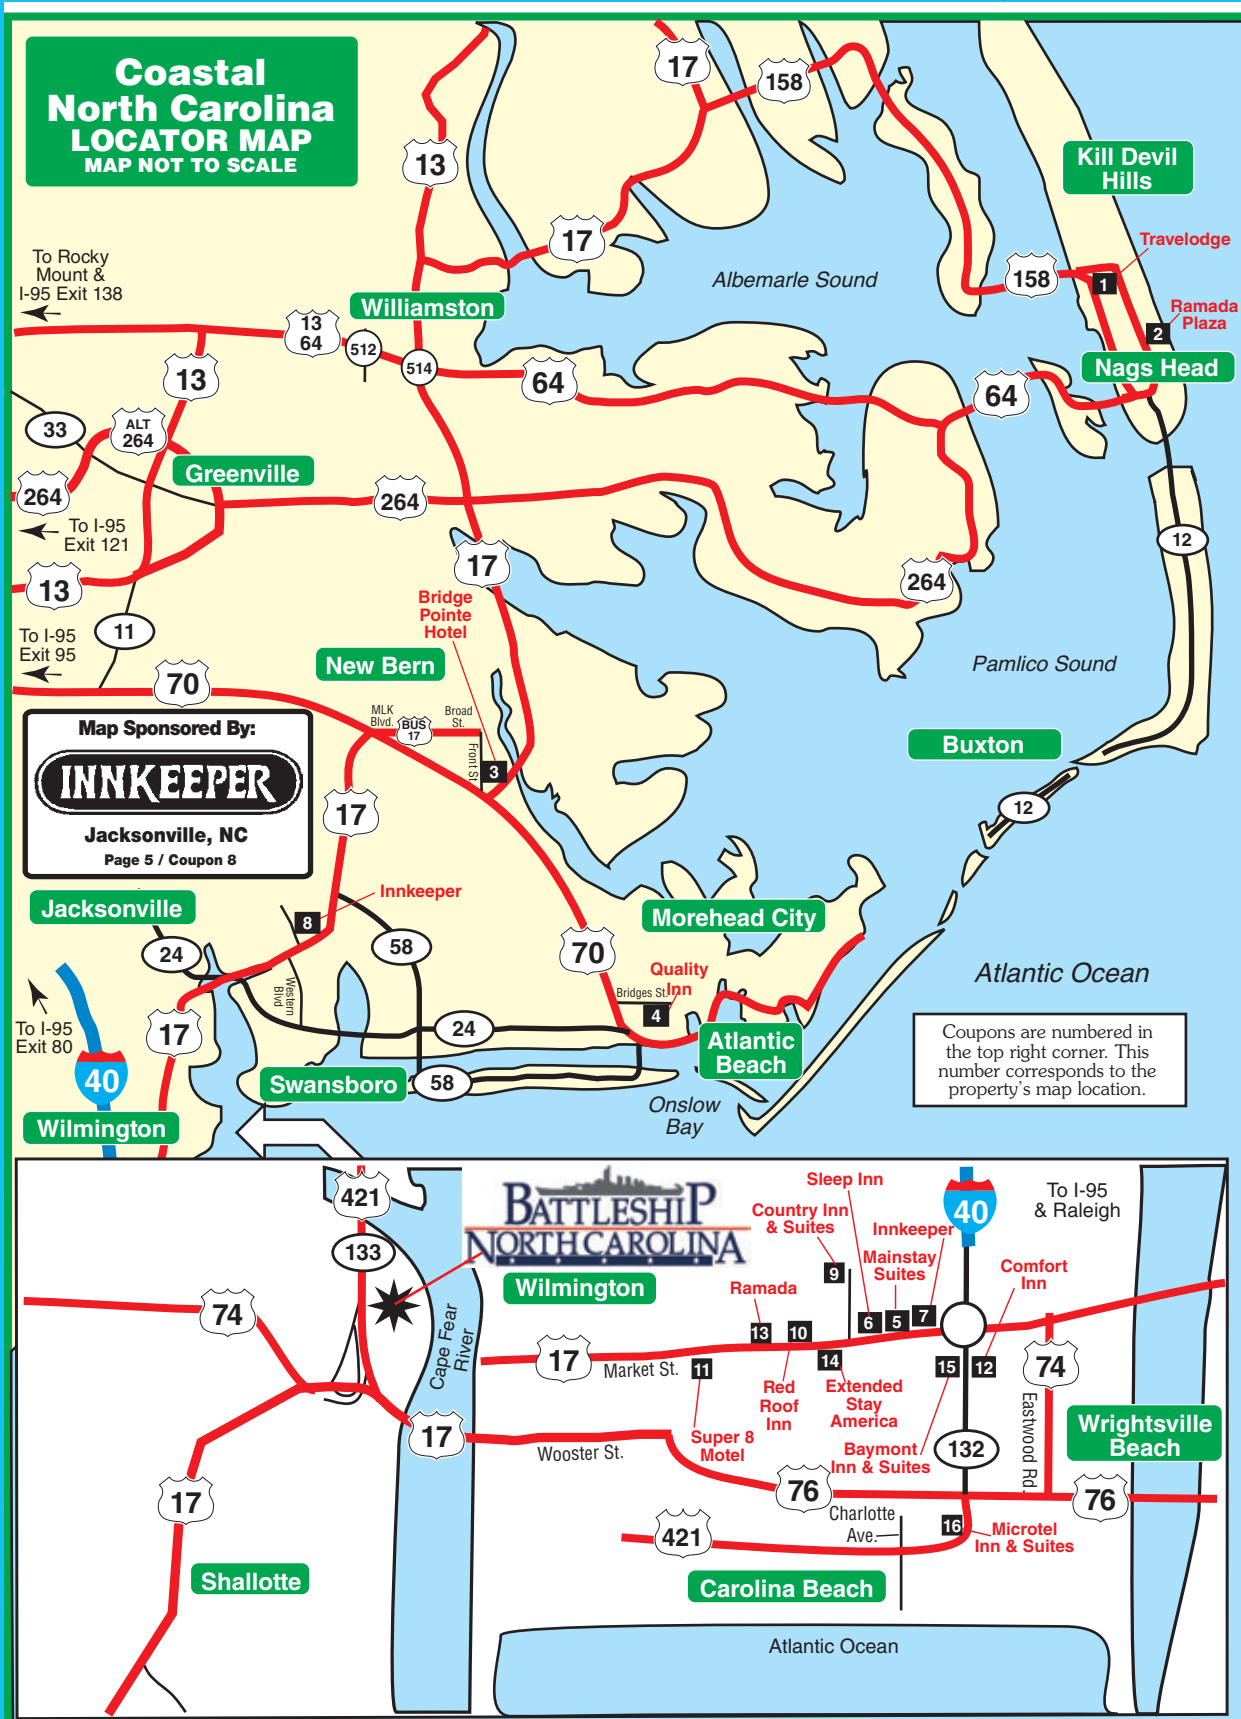 Coastal
North Carolina
LOCATOR MAP
MAP NOT TO SCALE
17
158
13
Kill Devil
Hills
17
Travelodge
To Rocky
Mount &
I-95 Exit 138
Albemarle Sound
158
1
Williamston
Ramada
Plaza
2
13
64
512
514
Nags Head
13
64
64
33
ALT
264
Greenville
264
264
To I-95
Exit 121
12
17
13
264
Bridge
Pointe
Hotel
11
To I-95
Exit 95
New Bern
Pamlico Sound
70
MLK
Blvd.
BUS
17
Broad
St.
Front St.
3
Map Sponsored By:
INNKEEPER
Jacksonville, NC
Page 5 / Coupon 8
Buxton
12
17
Innkeeper
Jacksonville
8
Morehead City
24
58
70
Quality
Inn
Atlantic Ocean
Western
Blvd
Bridges St.
4
To I-95
Exit 80
17
24
Atlantic
Beach
Coupons are numbered in
the top right corner. This
number corresponds to the
property's map location.
40
Swansboro
58
Wilmington
Onslow
Bay
421
BATTLESHIP
NORTH CAROLINA
Sleep Inn
40
To I-95
& Raleigh
Country Inn
& Suites
Innkeeper
133
Mainstay
Suites
Comfort
Inn
9
Wilmington
Ramada
74
13
10
6
5
7
Cape Fear
River
17
Market St.
11
14
15
12
74
Red
Roof
Inn
Extended
Stay
America
Eastwood Rd.
Wrightsville
Beach
17
Super 8
Motel
Wooster St.
Baymont
Inn & Suites
132
17
76
76
Charlotte
Ave.
421
16
Microtel
Inn & Suites
Shallotte
Carolina Beach
Atlantic Ocean